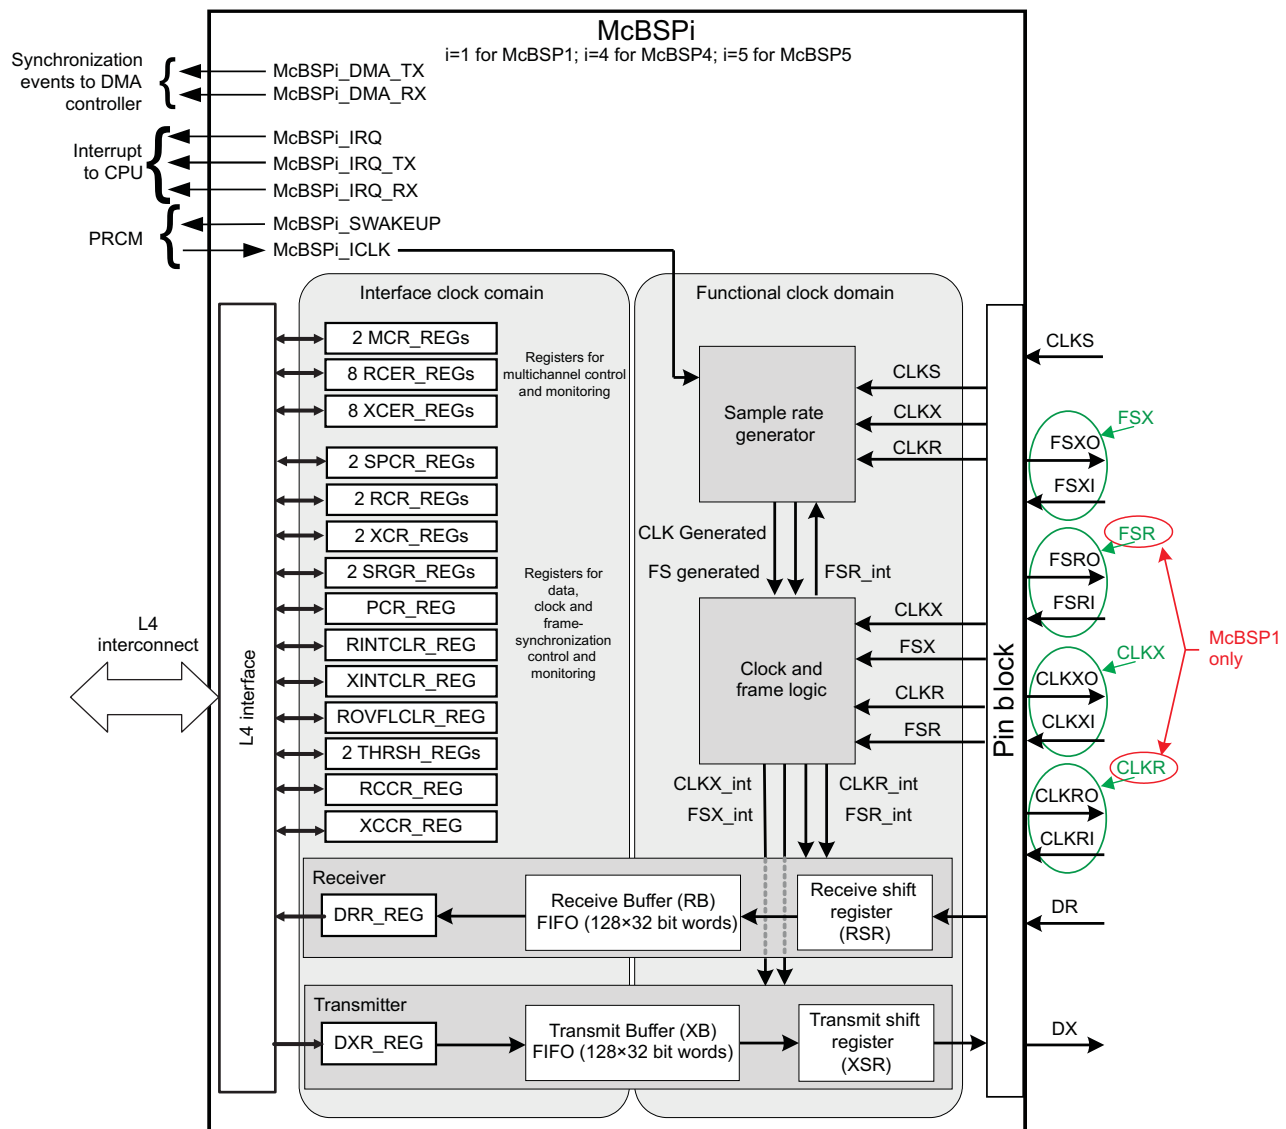 McBSPi
i=1 for McBSP1; i=4 for McBSP4; i=5 for McBSP5
Synchronization
events to DMA
controller
McBSPi_DMA_TX
McBSPi_DMA_RX
Interrupt
to CPU
McBSPi_IRQ
McBSPi_IRQ_TX
McBSPi_IRQ_RX
PRCM
McBSPi_SWAKEUP
McBSPi_ICLK
Interface clock comain
Functional clock domain
L4
interconnect
L4 interface
2 MCR_REGs
8 RCER_REGs
8 XCER_REGs
Registers for
multichannel control
and monitoring
2 SPCR_REGs
2 RCR_REGs
2 XCR_REGs
2 SRGR_REGs
PCR_REG
RINTCLR_REG
XINTCLR_REG
ROVFLCLR_REG
2 THRSH_REGs
RCCR_REG
XCCR_REG
Registers for
data,
clock and
frame-
synchronization
control and
monitoring
Sample rate
generator
CLKS
CLKX
CLKR
CLK Generated
FS generated
FSR_int
Clock and
frame logic
CLKX
FSX
CLKR
FSR
CLKX_int
FSX_int
CLKR_int
FSR_int
Pin block
CLKS
FSX
FSXO
FSXI
FSR
FSRO
FSRI
McBSP1
only
CLKX
CLKXO
CLKXI
CLKR
CLKRO
CLKRI
DR
DX
Receiver
DRR_REG
Receive Buffer (RB)
FIFO (128×32 bit words)
Receive shift
register
(RSR)
Transmitter
DXR_REG
Transmit Buffer (XB)
FIFO (128×32 bit words)
Transmit shift
register
(XSR)